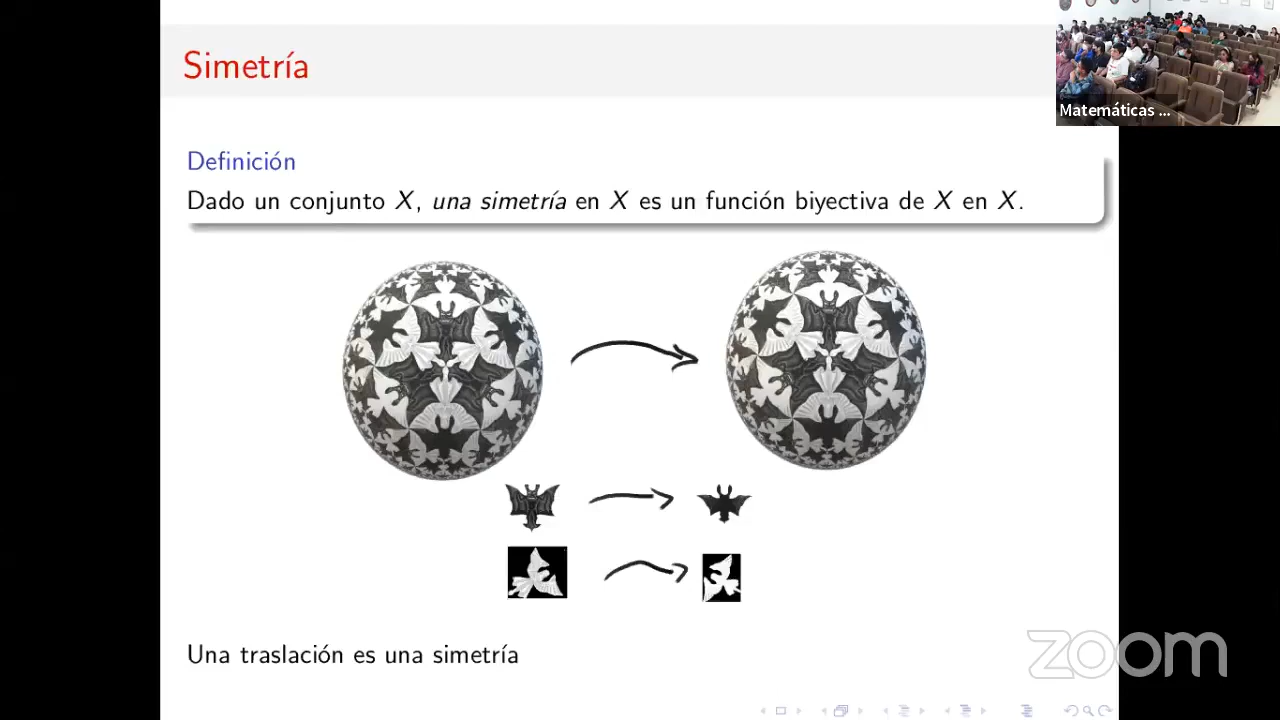 Simetría
Matemáticas ...
Definición
Dado un conjunto X, una simetría en X es un función biyectiva de X en X.
Una traslación es una simetría
zoom